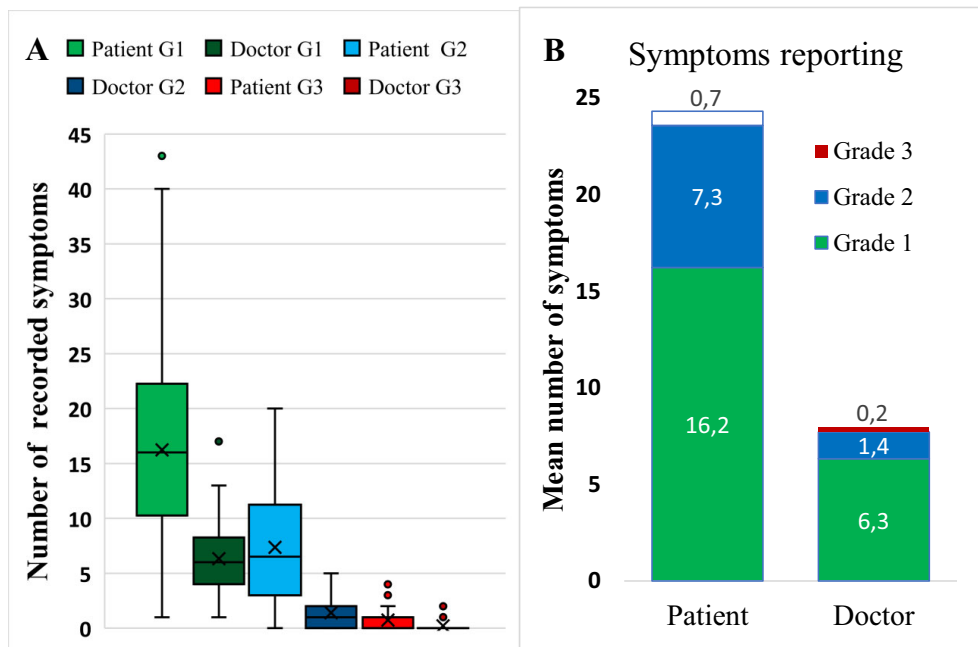 A
Patient G1 Doctor G1 Patient G2
Doctor G2 Patient G3 Doctor G3
Number of recorded symptoms
45
40
35
30
25
20
15
10
5
0
B
Symptoms reporting
Mean number of symptoms
25
20
15
10
5
0
0,7
7,3
16,2
0,2
1,4
6,3
Grade 3
Grade 2
Grade 1
Patient Doctor